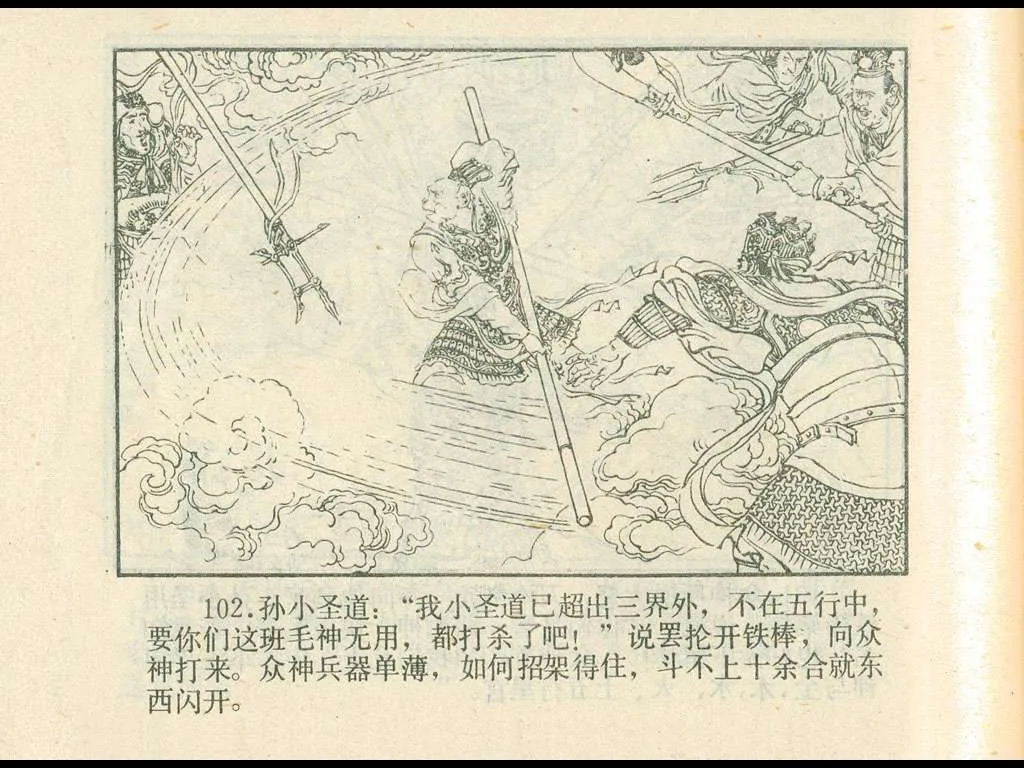 102.孙小圣道：“我小圣道已超出三界外，不在五行中，
要你们这班毛神无用，都打杀了吧！”说罢抡开铁棒，向众
神打来。众神兵器单薄，如何招架得住，斗不上十余合就东
西闪开。